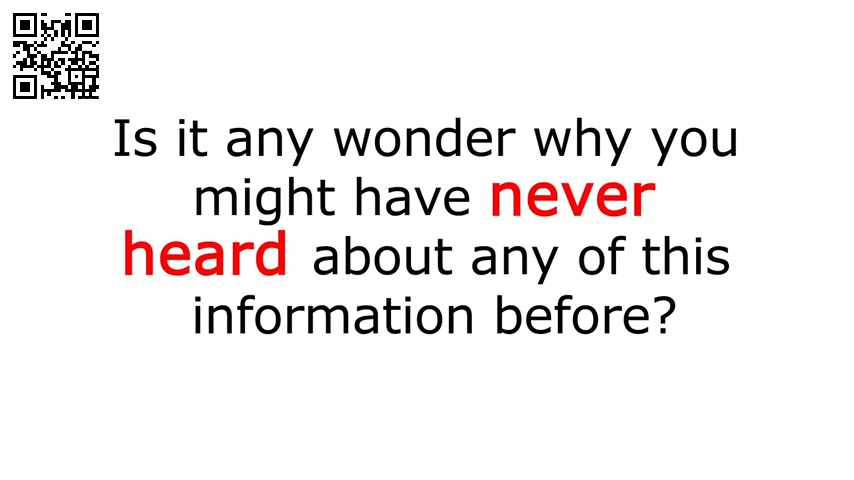 Is it any wonder why you
might have never
heard about any of this
information before?